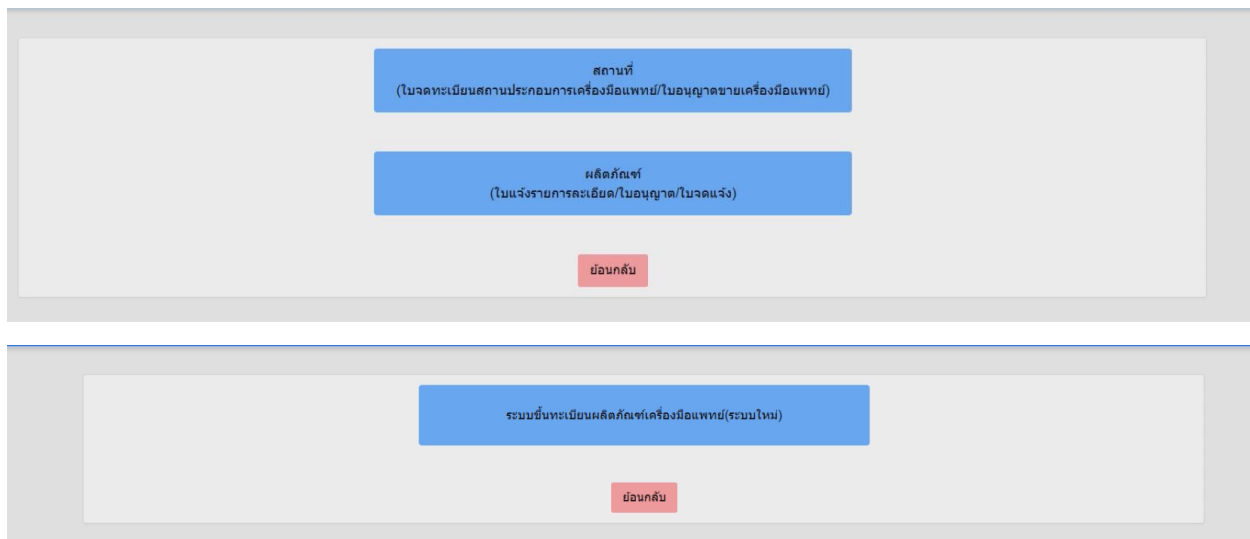 สถานที่
(ใบจดทะเบียนสถานประกอบการเครื่องมือแพทย์/ใบอนุญาตขายเครื่องมือแพทย์)
ผลิตภัณฑ์
(ใบแจ้งรายการละเอียด/ใบอนุญาต/ใบจดแจ้ง)
ย้อนกลับ
ระบบขึ้นทะเบียนผลิตภัณฑ์เครื่องมือแพทย์(ระบบใหม่)
ย้อนกลับ